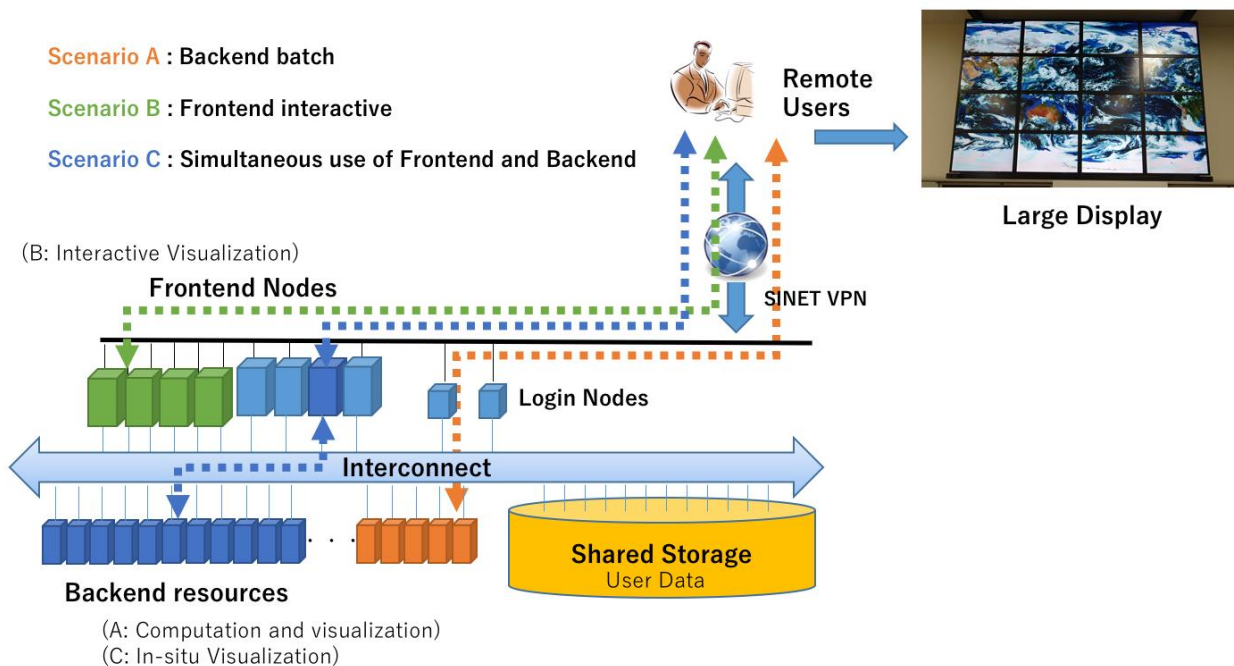 Scenario A : Backend batch
Scenario B : Frontend interactive
Scenario C : Simultaneous use of Frontend and Backend
Remote
Users
Large Display
(B: Interactive Visualization)
Frontend Nodes
SINET VPN
Login Nodes
Interconnect
. . .
Shared Storage
User Data
Backend resources
(A: Computation and visualization)
(C: In-situ Visualization)